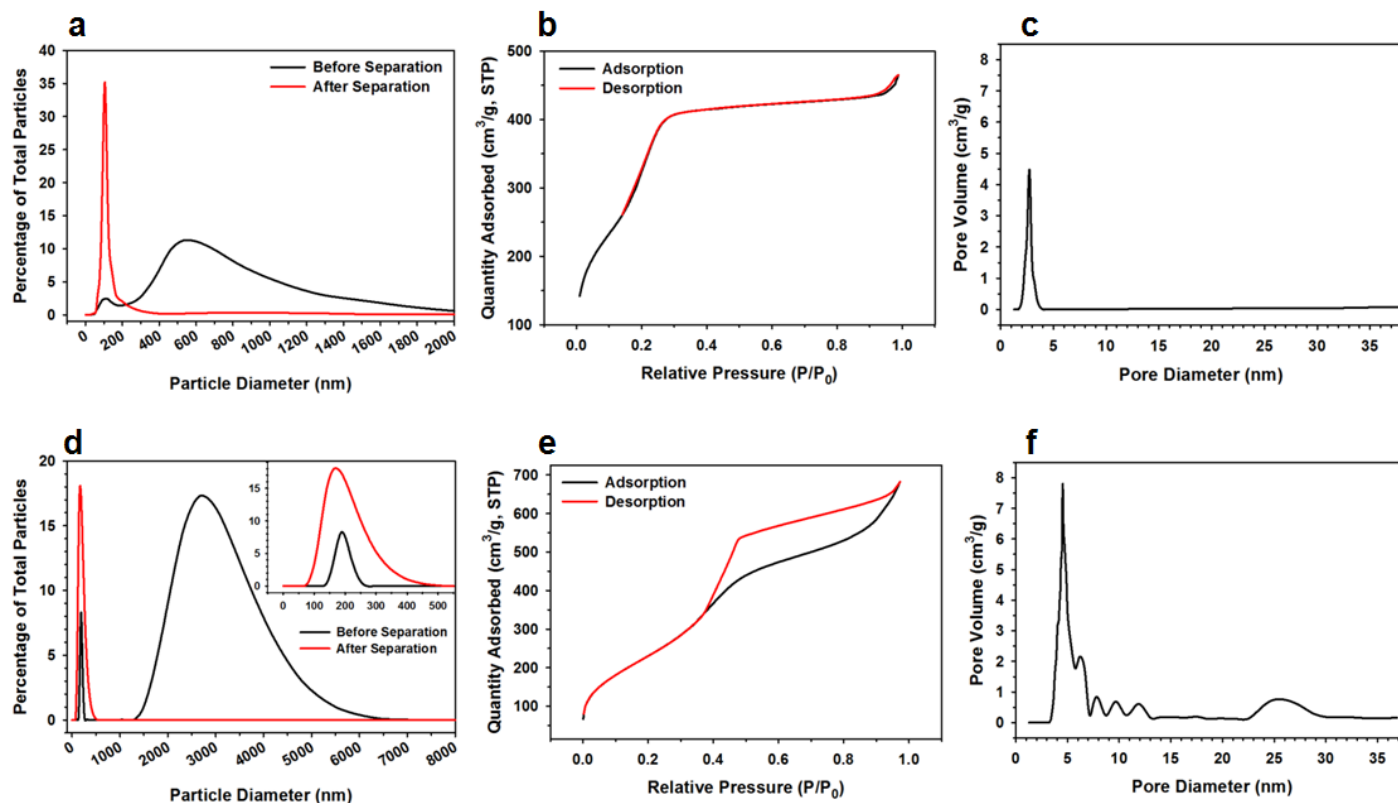 a
Before Separation
After Separation
Percentage of Total Particles
40
35
30
25
20
15
10
5
0
0 200 400 600 800 1000 1200 1400 1600 1800 2000
Particle Diameter (nm)
b
Adsorption
Desorption
Quantity Adsorbed (cm³/g, STP)
500
400
300
200
100
0.0 0.2 0.4 0.6 0.8 1.0
Relative Pressure (P/P₀)
c
Pore Volume (cm³/g)
8
7
6
5
4
3
2
1
0
0 5 10 15 20 25 30 35
Pore Diameter (nm)
d
Percentage of Total Particles
20
15
10
5
0
15
10
5
0
0 100 200 300 400 500
Before Separation
After Separation
0 1000 2000 3000 4000 5000 6000 7000 8000
Particle Diameter (nm)
e
Adsorption
Desorption
Quantity Adsorbed (cm³/g, STP)
700
600
500
400
300
200
100
0.0 0.2 0.4 0.6 0.8 1.0
Relative Pressure (P/P₀)
f
Pore Volume (cm³/g)
8
7
6
5
4
3
2
1
0
0 5 10 15 20 25 30 35
Pore Diameter (nm)